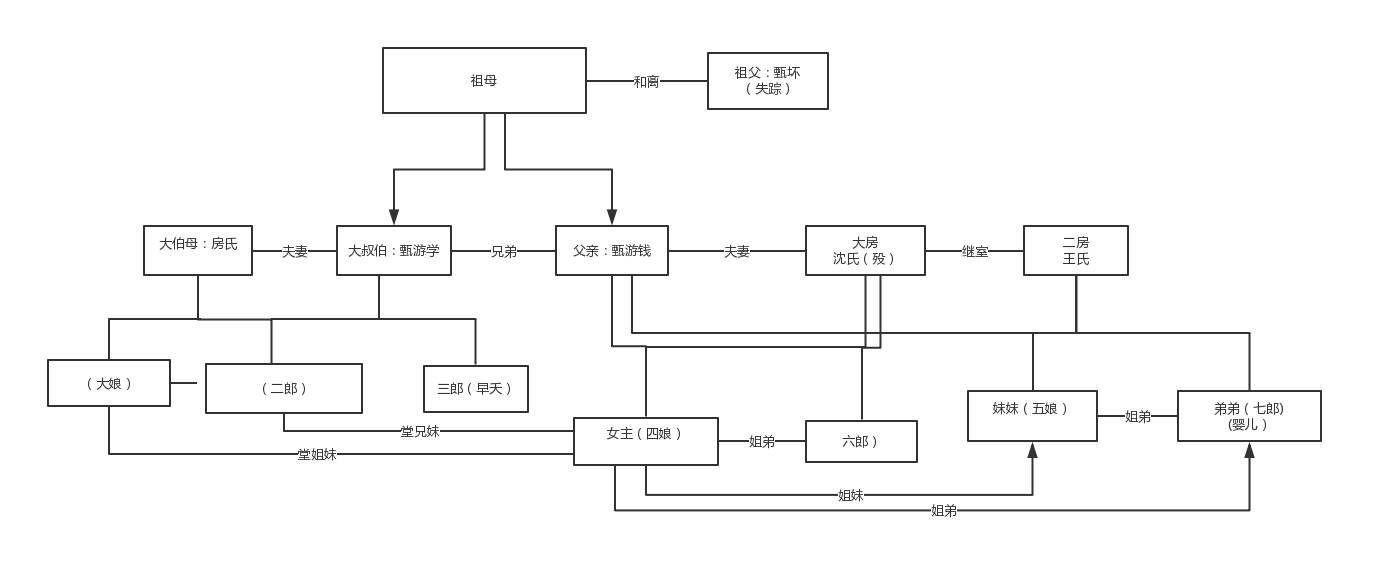 祖母
和离
祖父：甄坏
（失踪）
大伯母：房氏
夫妻
大叔伯：甄游学
兄弟
父亲：甄游钱
夫妻
大房
沈氏（殁）
继室
二房
王氏
（大娘）
（二郎）
三郎（早夭）
女主（四娘）
姐弟
六郎）
妹妹（五娘）
姐弟
弟弟（七郎)
(婴儿）
堂兄妹
堂姐妹
姐妹
姐弟